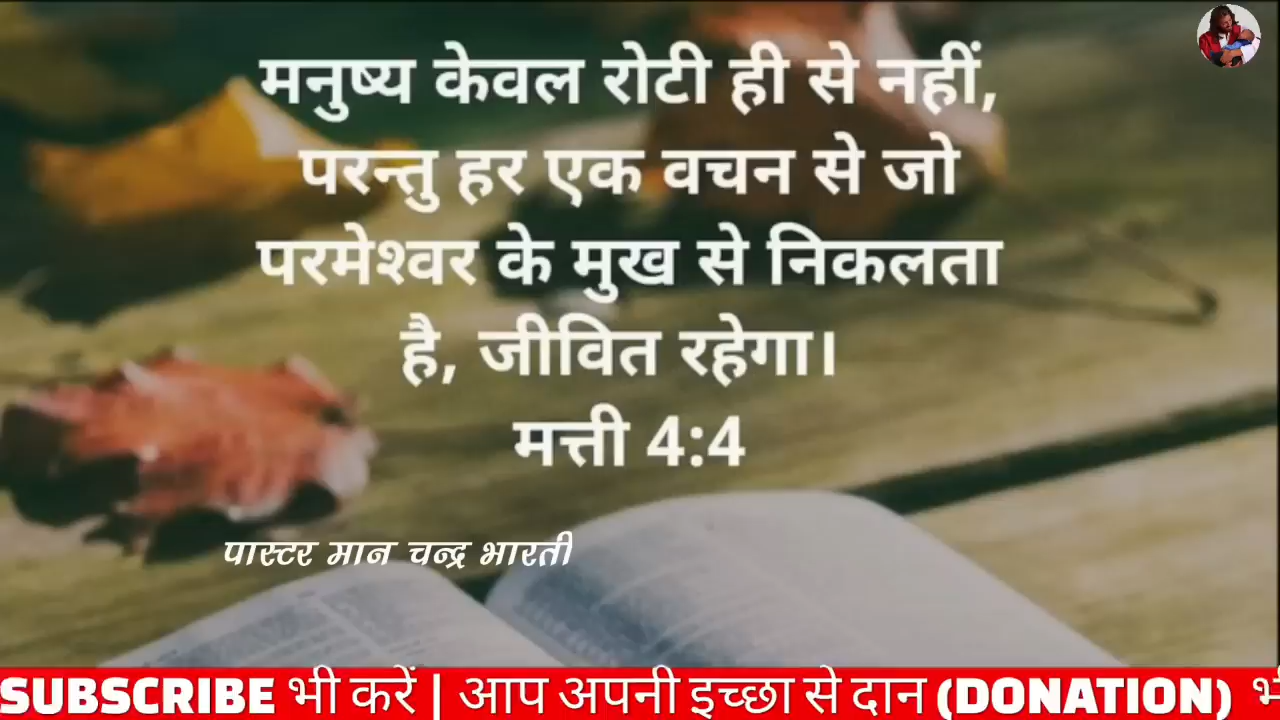 मनुष्य केवल रोटी ही से नहीं,
परन्तु हर एक वचन से जो
परमेश्वर के मुख से निकलता
है, जीवित रहेगा।
मत्ती 4:4
पास्टर मान चन्द्र भारती
SUBSCRIBE भी करें | आप अपनी इच्छा से दान (DONATION)